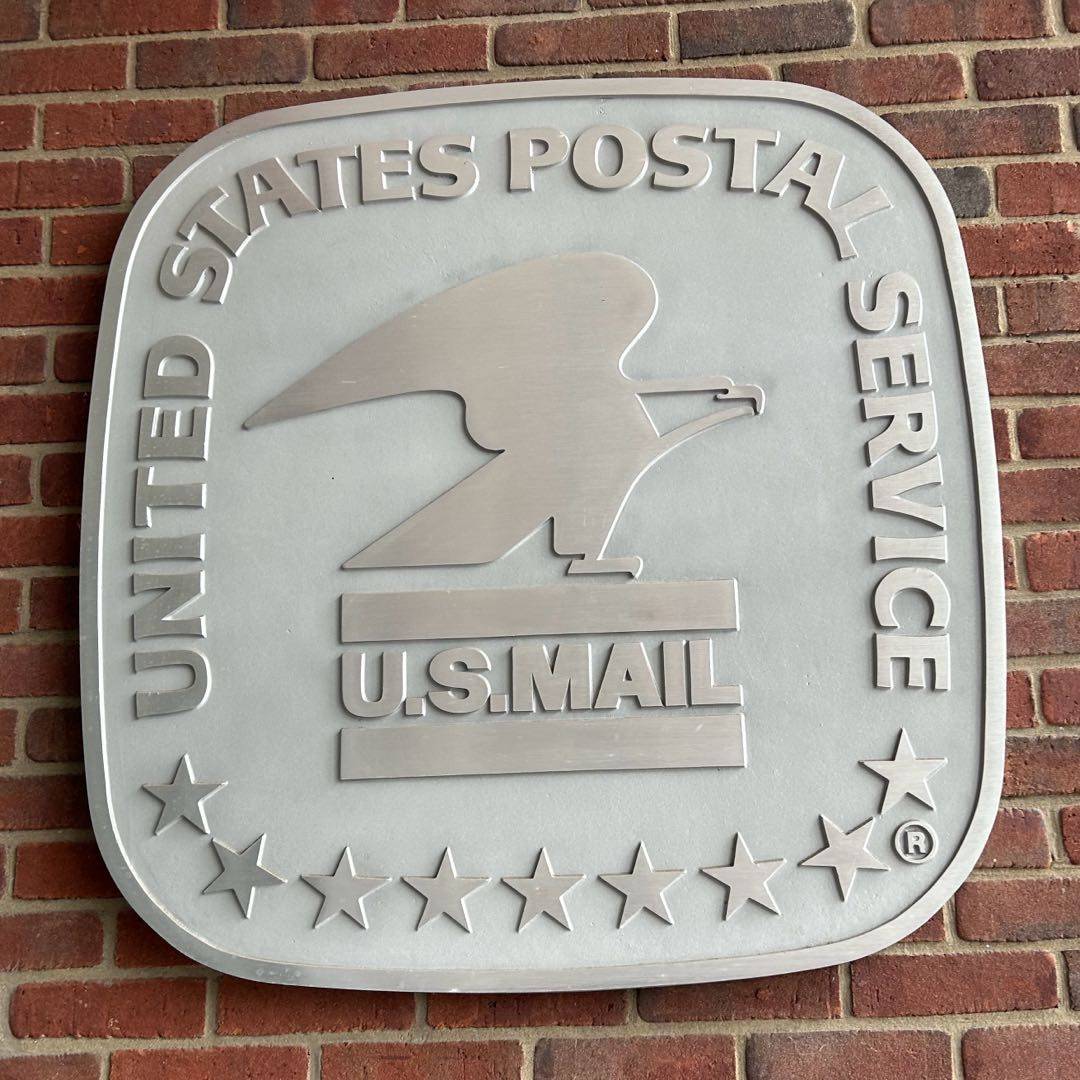 UNITED STATES POSTAL SERVICE
U.S.MAIL
®